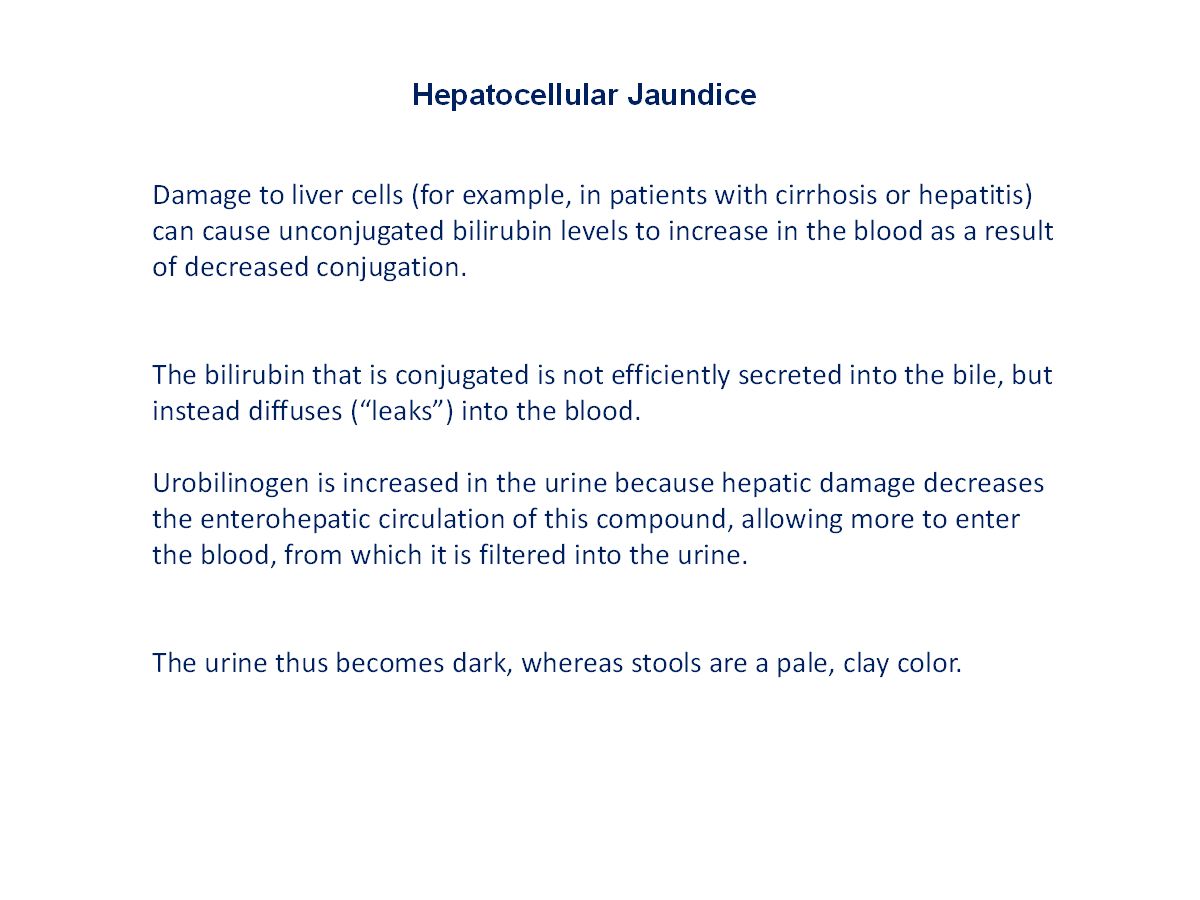 Hepatocellular Jaundice
Damage to liver cells (for example, in patients with cirrhosis or hepatitis)
can cause unconjugated bilirubin levels to increase in the blood as a result
of decreased conjugation.
The bilirubin that is conjugated is not efficiently secreted into the bile, but
instead diffuses (“leaks”) into the blood.
Urobilinogen is increased in the urine because hepatic damage decreases
the enterohepatic circulation of this compound, allowing more to enter
the blood, from which it is filtered into the urine.
The urine thus becomes dark, whereas stools are a pale, clay color.